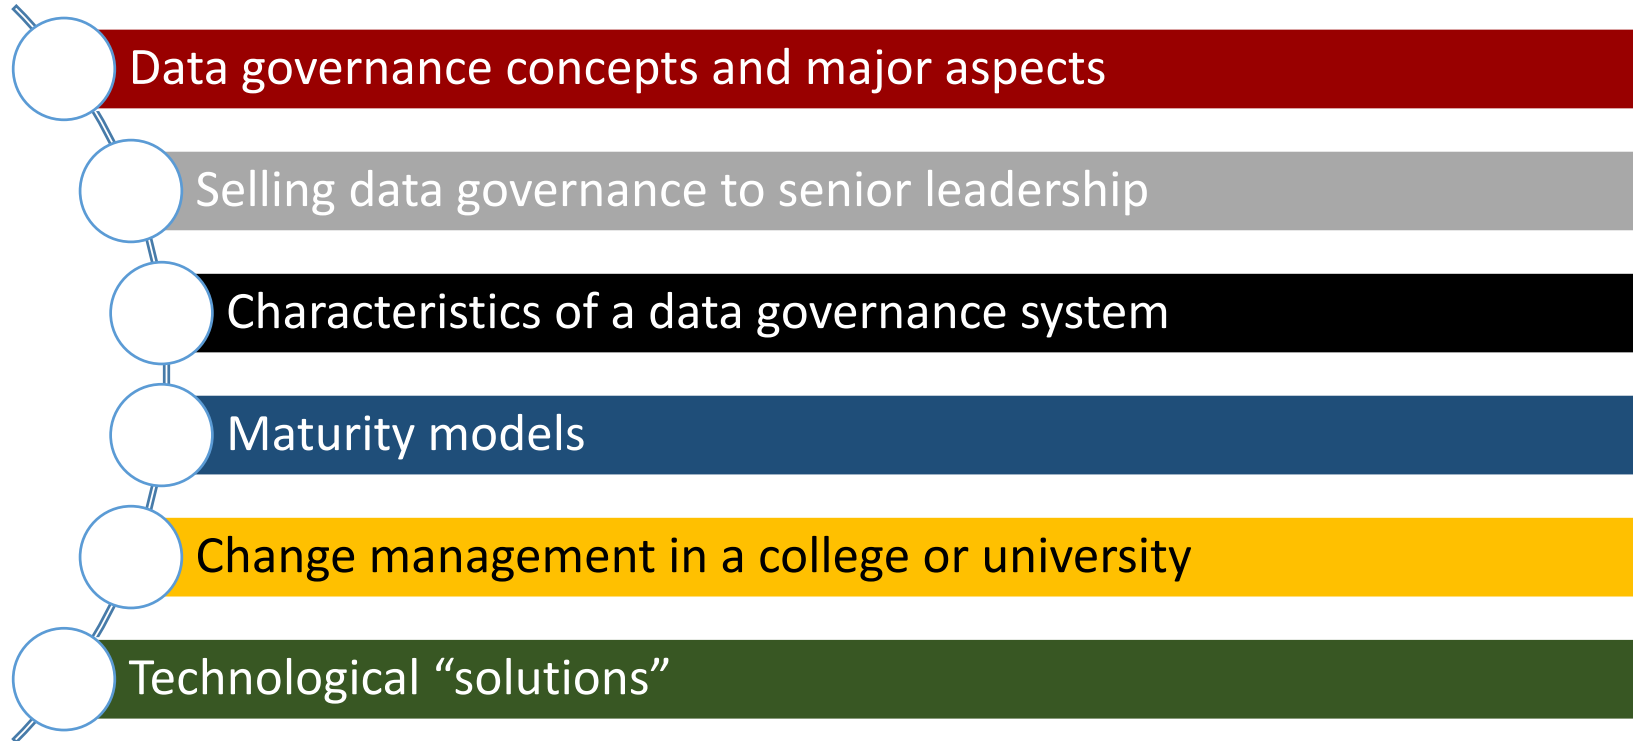 Data governance concepts and major aspects
Selling data governance to senior leadership
Characteristics of a data governance system
Maturity models
Change management in a college or university
Technological “solutions”